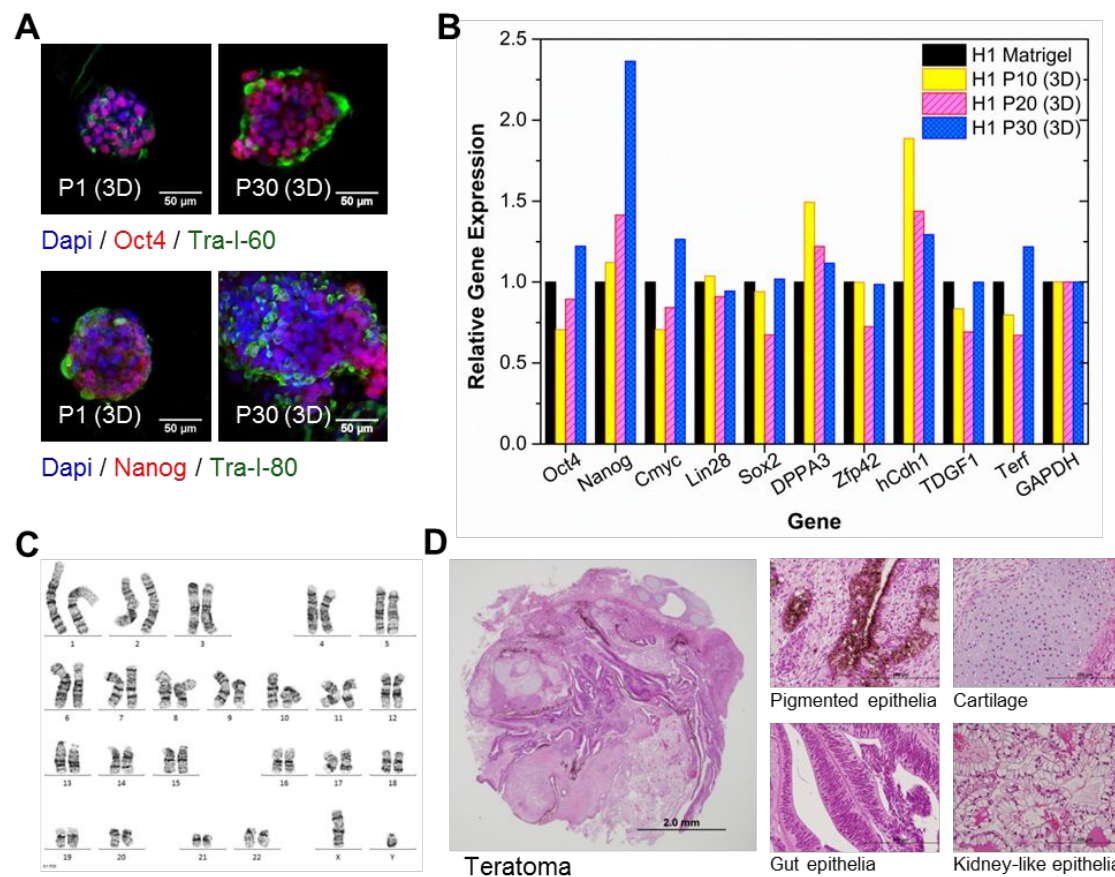 A
P1 (3D)
50 µm
P30 (3D)
50 µm
Dapi / Oct4 / Tra-I-60
P1 (3D)
50 µm
P30 (3D)
50 µm
Dapi / Nanog / Tra-I-80
B
2.5
2.0
1.5
1.0
0.5
0.0
Relative Gene Expression
H1 Matrigel
H1 P10 (3D)
H1 P20 (3D)
H1 P30 (3D)
Oct4
Nanog
Cmyc
Lin28
Sox2
DPPA3
Zfp42
hCdh1
TDGF1
Terf
GAPDH
Gene
C
1 2 3 4 5
6 7 8 9 10 11 12
13 14 15 16 17 18
19 20 21 22 X Y
D
2.0 mm
Teratoma
Pigmented epithelia
Cartilage
Gut epithelia
Kidney-like epithelia